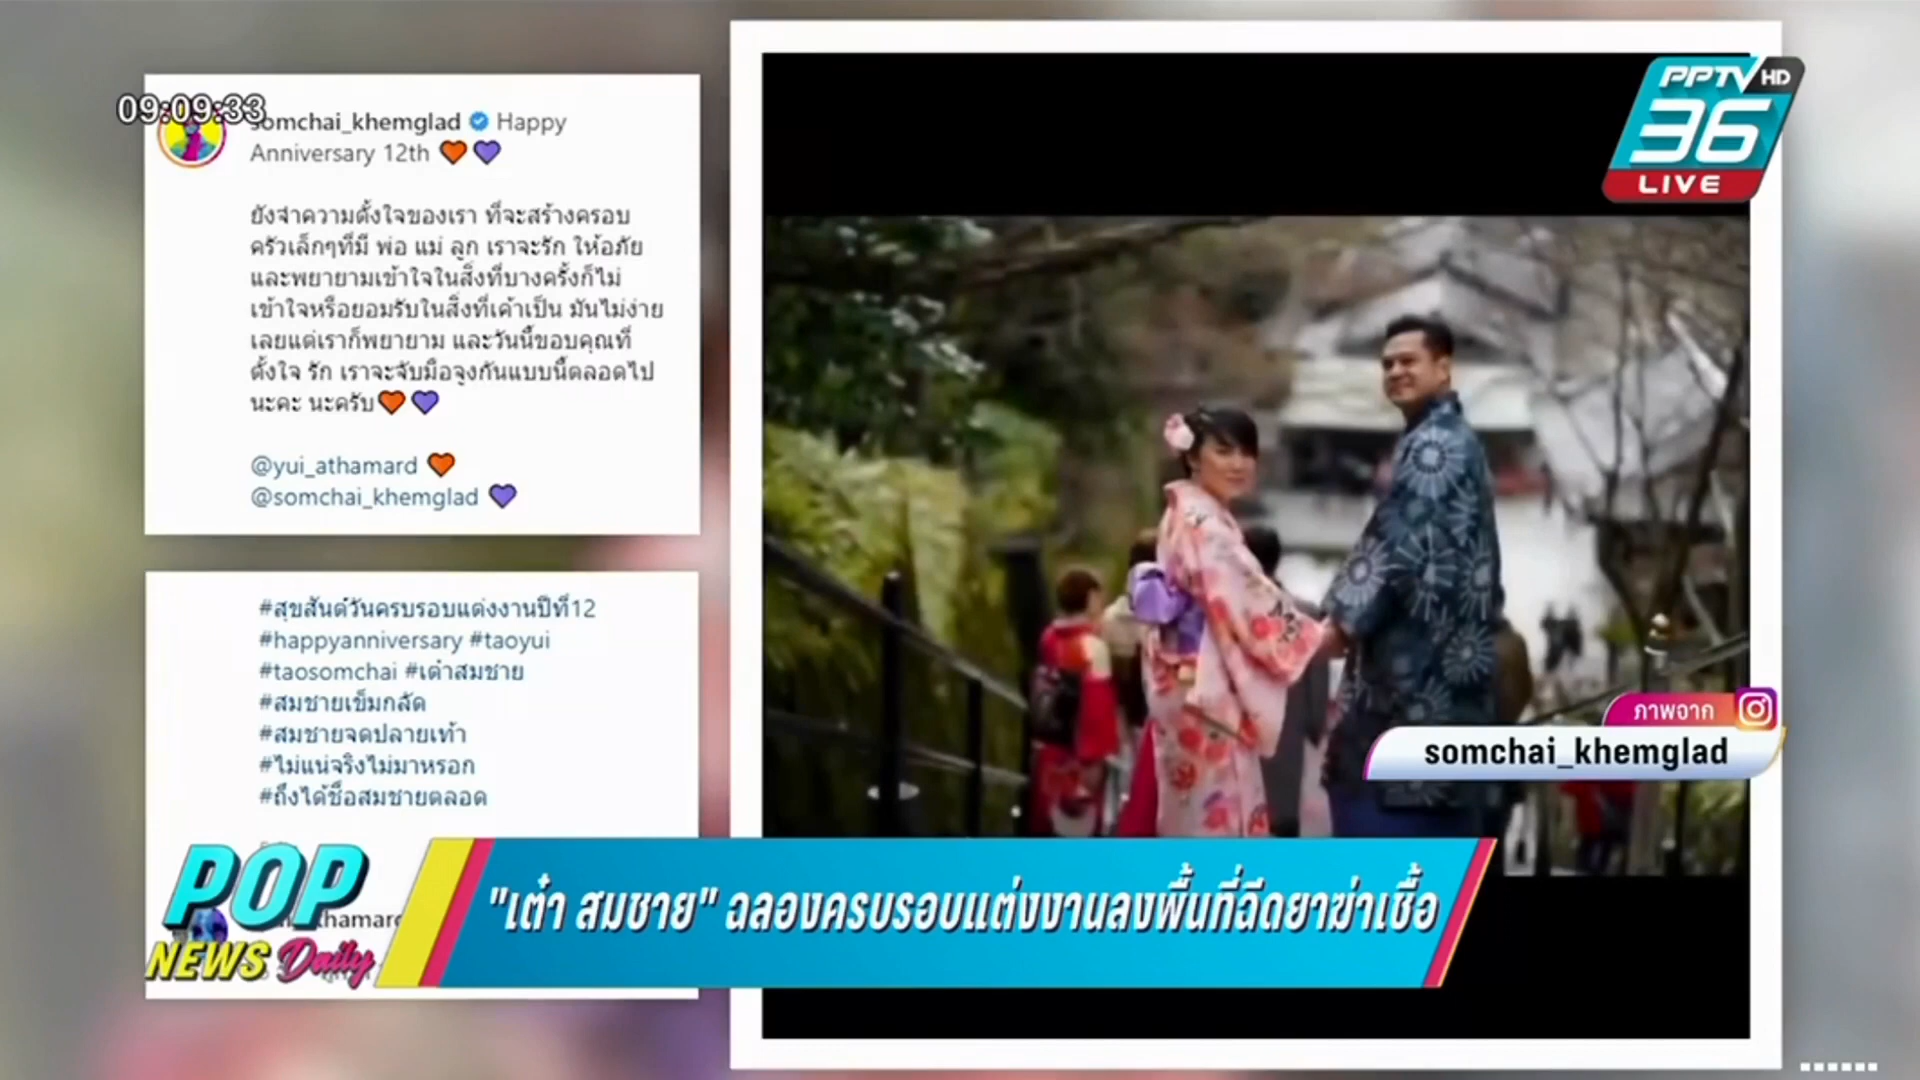 09:09:33
somchai_khemglad Happy
Anniversary 12th
ยังจำความตั้งใจของเรา ที่จะสร้างครอบ
ครัวเล็กๆที่มี พ่อ แม่ ลูก เราจะรัก ให้อภัย
และพยายามเข้าใจในสิ่งที่บางครั้งก็ไม่
เข้าใจหรือยอมรับในสิ่งที่เค้าเป็น มันไม่ง่าย
เลยแต่เราก็พยายาม และวันนี้ขอบคุณที่
ตั้งใจ รัก เราจะจับมือจูงกันแบบนี้ตลอดไป
นะคะ นะครับ
@yui_athamard
@somchai_khemglad
#สุขสันต์วันครบรอบแต่งงานปีที่12
#happyanniversary #taoyui
#taosomchai #เต๋าสมชาย
#สมชายเข็มกลัด
#สมชายจดปลายเท้า
#ไม่แน่จริงไม่มาหรอก
#ถึงได้ชื่อสมชายตลอด
PPTV HD
36
LIVE
ภาพจาก
somchai_khemglad
POP
NEWS Daily
"เต๋า สมชาย" ฉลองครบรอบแต่งงานลงพื้นที่ฉีดยาฆ่าเชื้อ